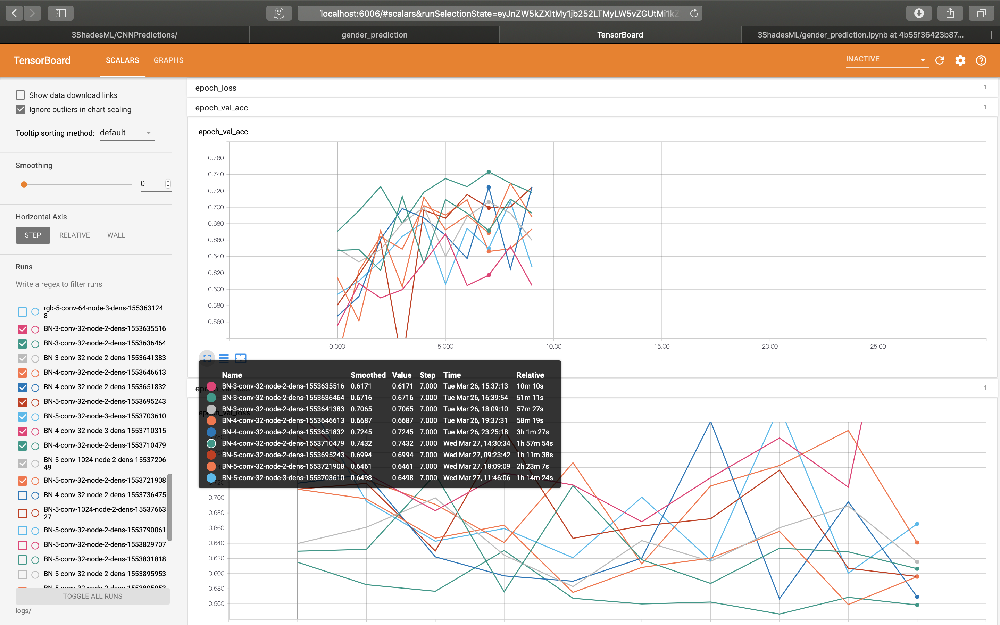 'localhost:6006/#scalars&runSelectionState=eyJnZW5kZXItMy1jb252LTMyLW5vZGUtMi1kZ
3ShadesML/CNNPredictions/
gender_prediction
TensorBoard
3ShadesML/gender_prediction.ipynb at 4b55f36423b87...
TensorBoard
SCALARS
GRAPHS
INACTIVE
Show data download links
Ignore outliers in chart scaling
Tooltip sorting method: default
Smoothing
0
Horizontal Axis
STEP RELATIVE WALL
Runs
Write a regex to filter runs
rgb-5-conv-64-node-3-dens-155363124
8
BN-3-conv-32-node-2-dens-1553635516
BN-3-conv-32-node-2-dens-1553636464
BN-3-conv-32-node-2-dens-1553641383
BN-4-conv-32-node-2-dens-1553646613
BN-4-conv-32-node-2-dens-1553651832
BN-5-conv-32-node-2-dens-1553695243
BN-5-conv-32-node-3-dens-1553703610
BN-4-conv-32-node-3-dens-1553710315
BN-4-conv-32-node-2-dens-1553710479
BN-5-conv-1024-node-2-dens-15537206
49
BN-5-conv-32-node-2-dens-1553721908
BN-4-conv-32-node-2-dens-1553736475
BN-5-conv-1024-node-2-dens-15537663
27
BN-5-conv-32-node-2-dens-1553790061
BN-5-conv-32-node-2-dens-1553829707
BN-5-conv-32-node-2-dens-1553831818
BN-5-conv-32-node-2-dens-1553895953
BN-5-conv-32-node-2-dens-1553895953
TOGGLE ALL RUNS
logs/
epoch_loss 1
epoch_val_acc 1
epoch_val_acc
0.760
0.740
0.720
0.700
0.680
0.660
0.640
0.620
0.600
0.580
0.560
0.000 5.000 10.00 15.00 20.00 25.00
Name Smoothed Value Step Time Relative
BN-3-conv-32-node-2-dens-1553635516 0.6171 0.6171 7.000 Tue Mar 26, 15:37:13 10m 10s
BN-3-conv-32-node-2-dens-1553636464 0.6716 0.6716 7.000 Tue Mar 26, 16:39:54 51m 11s
BN-3-conv-32-node-2-dens-1553641383 0.7065 0.7065 7.000 Tue Mar 26, 18:09:10 57m 27s
BN-4-conv-32-node-2-dens-1553646613 0.6687 0.6687 7.000 Tue Mar 26, 19:37:31 58m 19s
BN-4-conv-32-node-2-dens-1553651832 0.7245 0.7245 7.000 Tue Mar 26, 23:25:18 3h 1m 27s
BN-4-conv-32-node-2-dens-1553710479 0.7432 0.7432 7.000 Wed Mar 27, 14:30:34 1h 57m 54s
BN-5-conv-32-node-2-dens-1553695243 0.6994 0.6994 7.000 Wed Mar 27, 09:23:42 1h 11m 38s
BN-5-conv-32-node-2-dens-1553721908 0.6461 0.6461 7.000 Wed Mar 27, 18:09:09 2h 23m 7s
BN-5-conv-32-node-3-dens-1553703610 0.6498 0.6498 7.000 Wed Mar 27, 11:46:06 1h 14m 24s
epoch_val_loss 1
epoch_val_loss
0.780
0.720
0.700
0.680
0.660
0.640
0.620
0.600
0.580
0.560